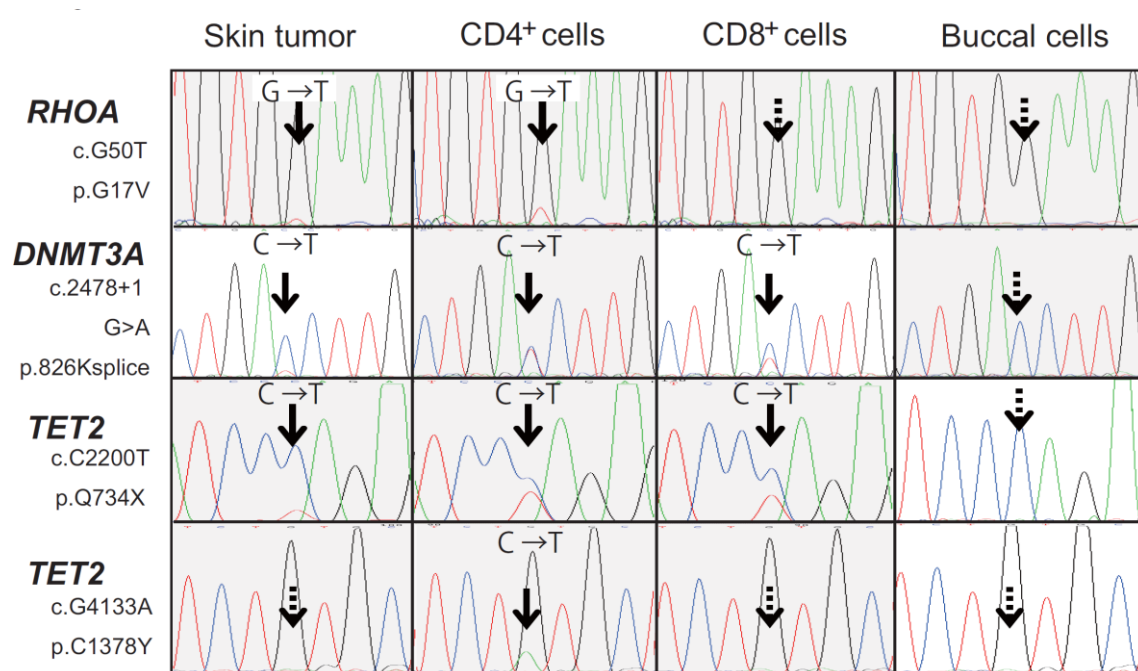 Skin tumor CD4⁺ cells CD8⁺ cells Buccal cells
RHOA
c.G50T
p.G17V
G→T G→T
DNMT3A
c.2478+1
G>A
p.826Ksplice
C→T C→T C→T
TET2
c.C2200T
p.Q734X
C→T C→T C→T
TET2
c.G4133A
p.C1378Y
C→T